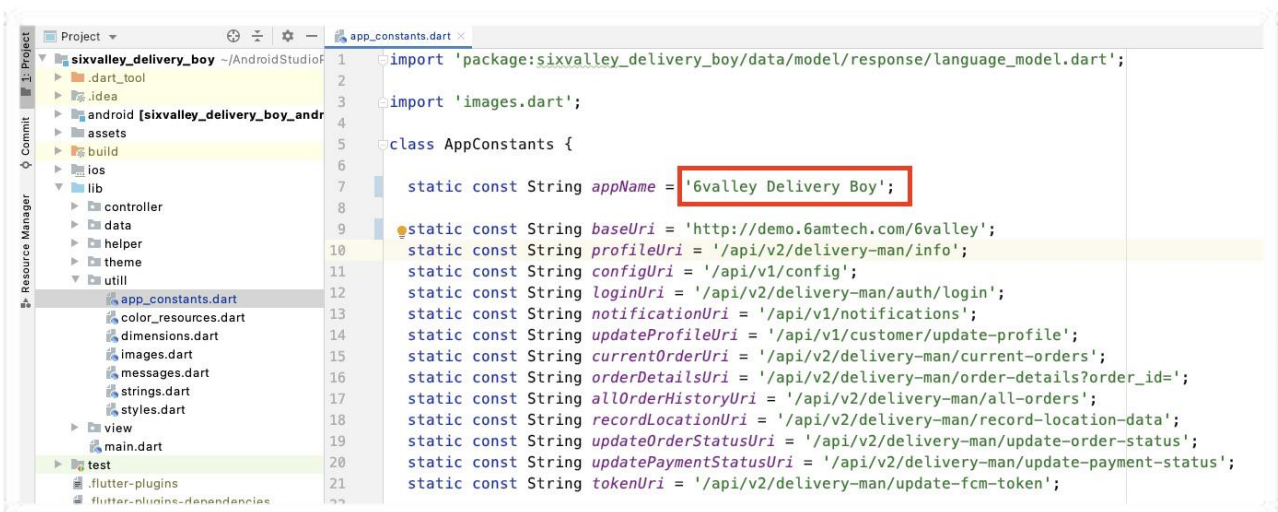 1: Project
Commit
Resource Manager
Project
sixvalley_delivery_boy ~/AndroidStudioP
.dart_tool
.idea
android [sixvalley_delivery_boy_andr
assets
build
ios
lib
controller
data
helper
theme
utill
app_constants.dart
color_resources.dart
dimensions.dart
images.dart
messages.dart
strings.dart
styles.dart
view
main.dart
test
.flutter-plugins
.flutter-plugins-dependencies
app_constants.dart
1 import 'package:sixvalley_delivery_boy/data/model/response/language_model.dart';
2
3 import 'images.dart';
4
5 class AppConstants {
6
7 static const String appName = '6valley Delivery Boy';
8
9 static const String baseUri = 'http://demo.6amtech.com/6valley';
10 static const String profileUri = '/api/v2/delivery-man/info';
11 static const String configUri = '/api/v1/config';
12 static const String loginUri = '/api/v2/delivery-man/auth/login';
13 static const String notificationUri = '/api/v1/notifications';
14 static const String updateProfileUri = '/api/v1/customer/update-profile';
15 static const String currentOrderUri = '/api/v2/delivery-man/current-orders';
16 static const String orderDetailsUri = '/api/v2/delivery-man/order-details?order_id=';
17 static const String allOrderHistoryUri = '/api/v2/delivery-man/all-orders';
18 static const String recordLocationUri = '/api/v2/delivery-man/record-location-data';
19 static const String updateOrderStatusUri = '/api/v2/delivery-man/update-order-status';
20 static const String updatePaymentStatusUri = '/api/v2/delivery-man/update-payment-status';
21 static const String tokenUri = '/api/v2/delivery-man/update-fcm-token';